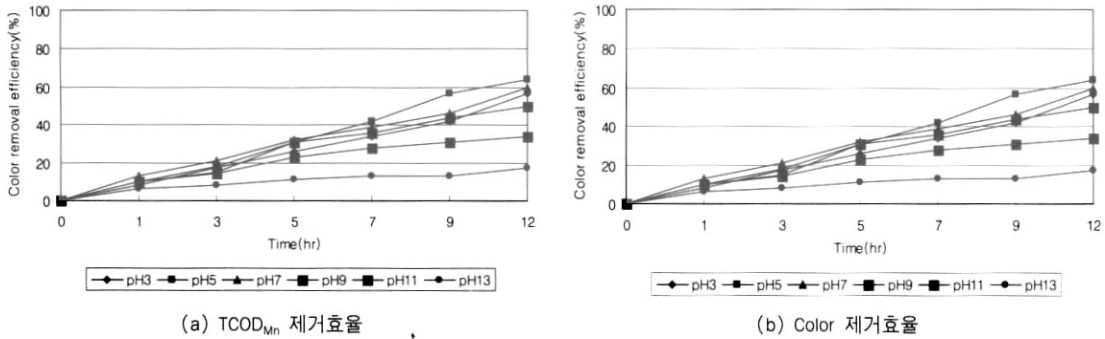 Color removal efficiency(%)
100
80
60
40
20
0
0 1 3 5 7 9 12
Time(hr)
pH3 pH5 pH7 pH9 pH11 pH13
(a) TCODMn 제거효율
Color removal efficiency(%)
100
80
60
40
20
0
0 1 3 5 7 9 12
Time(hr)
pH3 pH5 pH7 pH9 pH11 pH13
(b) Color 제거효율